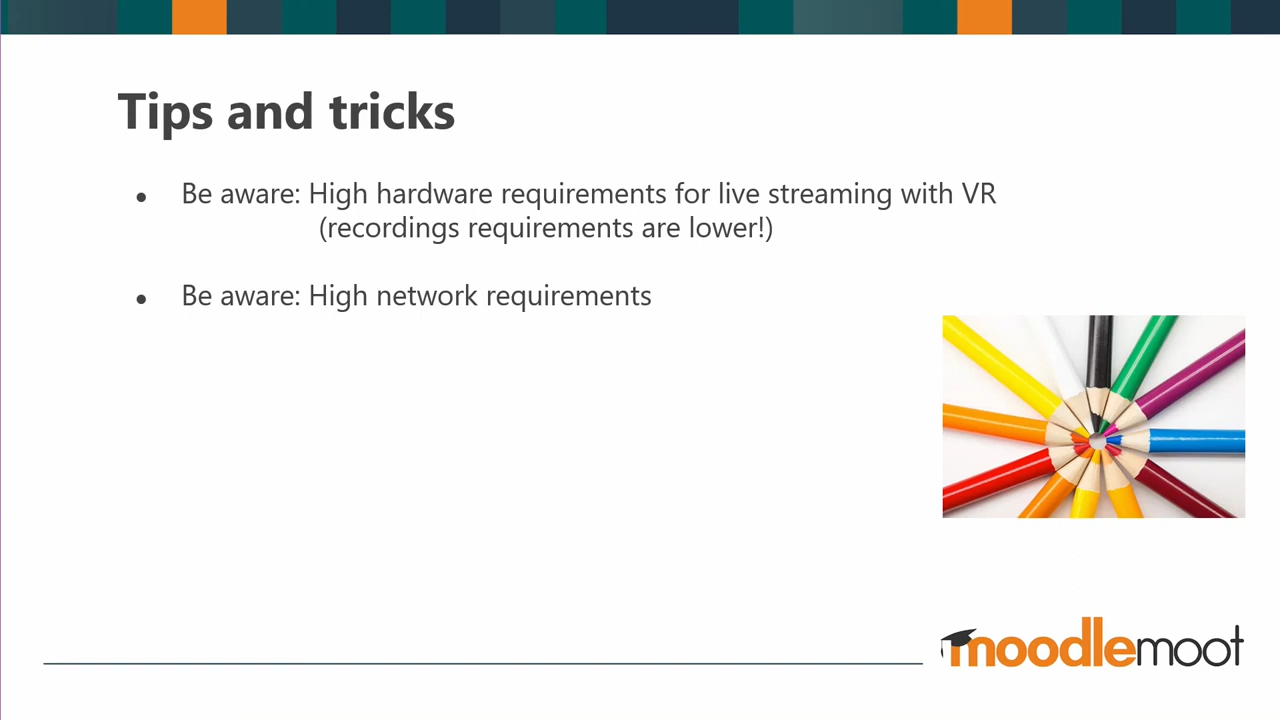 Tips and tricks
● Be aware: High hardware requirements for live streaming with VR
(recordings requirements are lower!)
● Be aware: High network requirements
moodlemoot